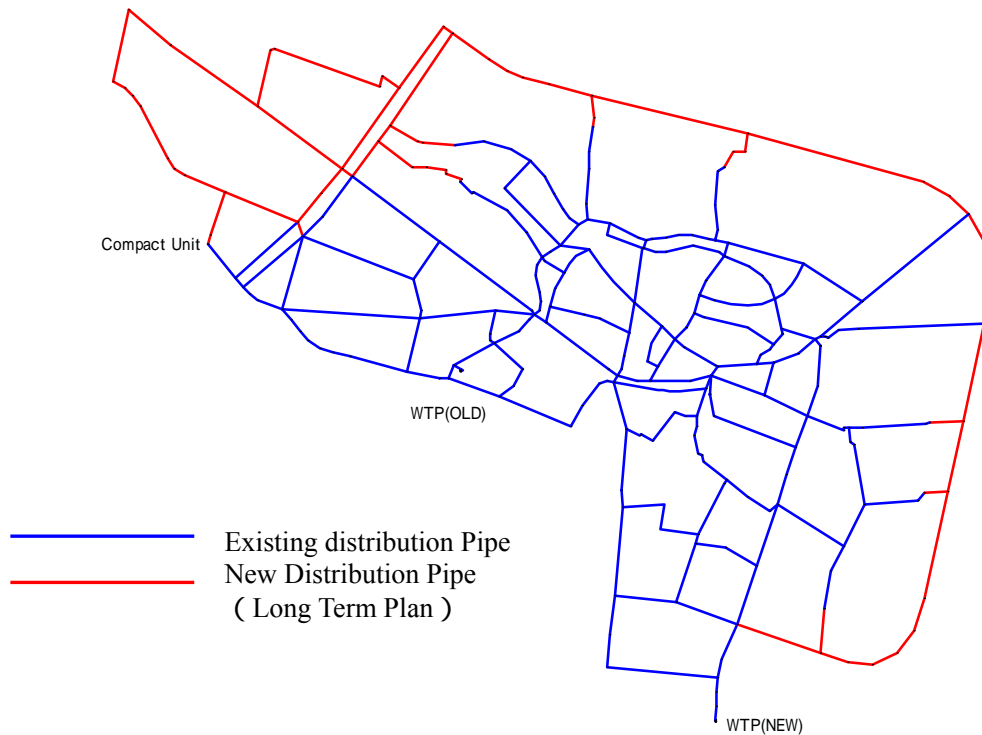 Compact Unit
WTP(OLD)
Existing distribution Pipe
New Distribution Pipe
( Long Term Plan )
WTP(NEW)